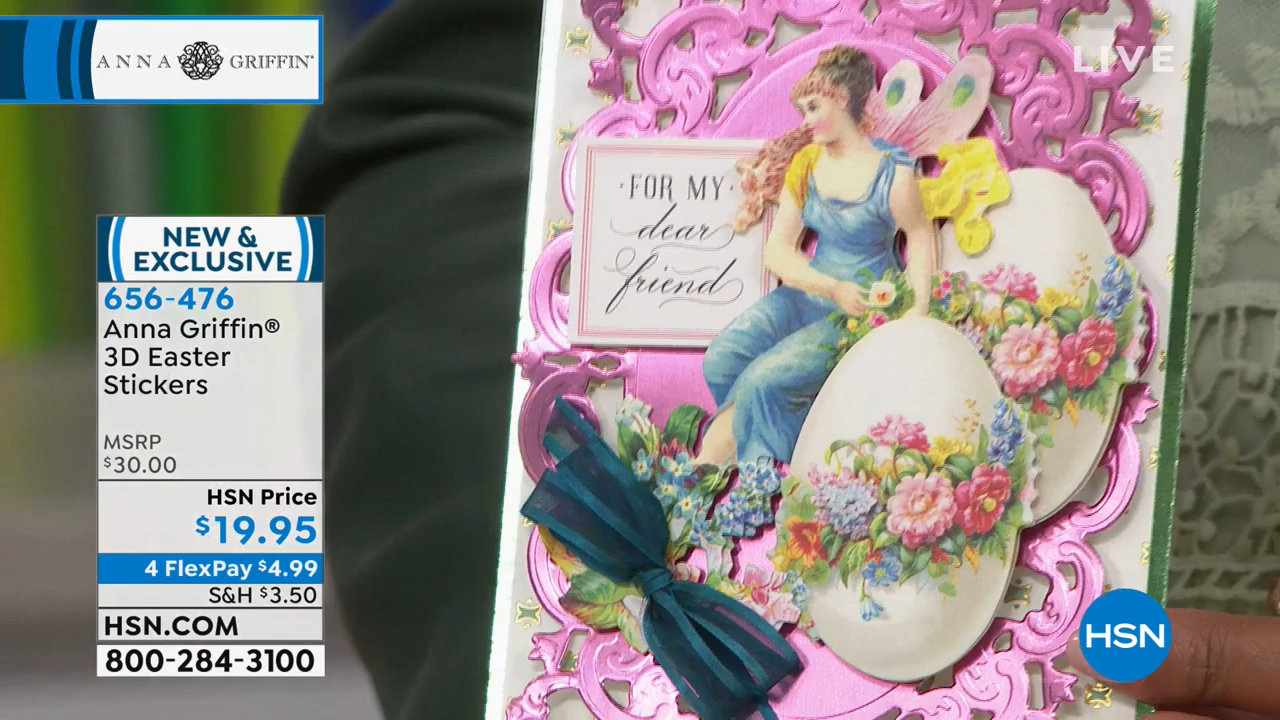 ANNA GRIFFIN®
LIVE
NEW &
EXCLUSIVE
656-476
Anna Griffin®
3D Easter
Stickers
MSRP
$30.00
HSN Price
$19.95
4 FlexPay $4.99
S&H $3.50
HSN.COM
800-284-3100
·FOR MY·
dear
friend
HSN